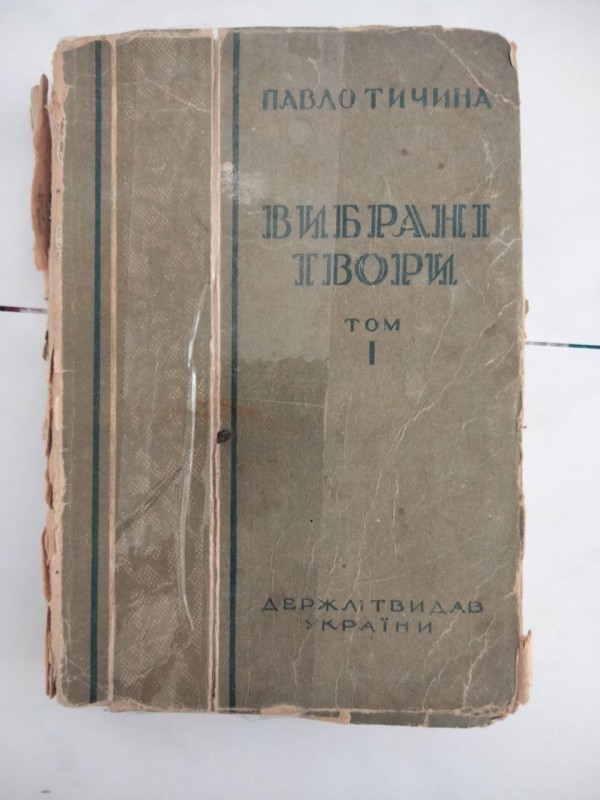 ПАВЛО ТИЧИНА
ВИБРАНІ
ТВОРИ
ТОМ
I
ДЕРЖЛІТВИДАВ
УКРАЇНИ